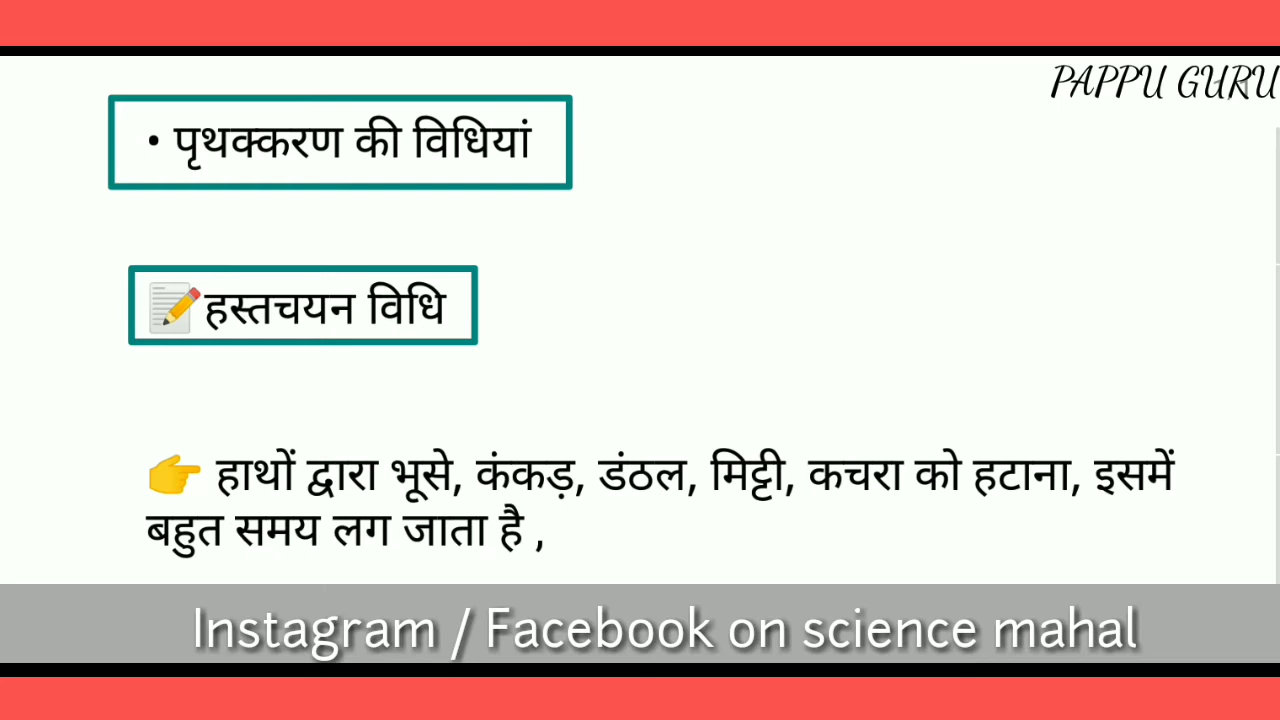 PAPPU GURU
• पृथक्करण की विधियां
📝हस्तचयन विधि
👉 हाथों द्वारा भूसे, कंकड़, डंठल, मिट्टी, कचरा को हटाना, इसमें
बहुत समय लग जाता है ,
Instagram / Facebook on science mahal